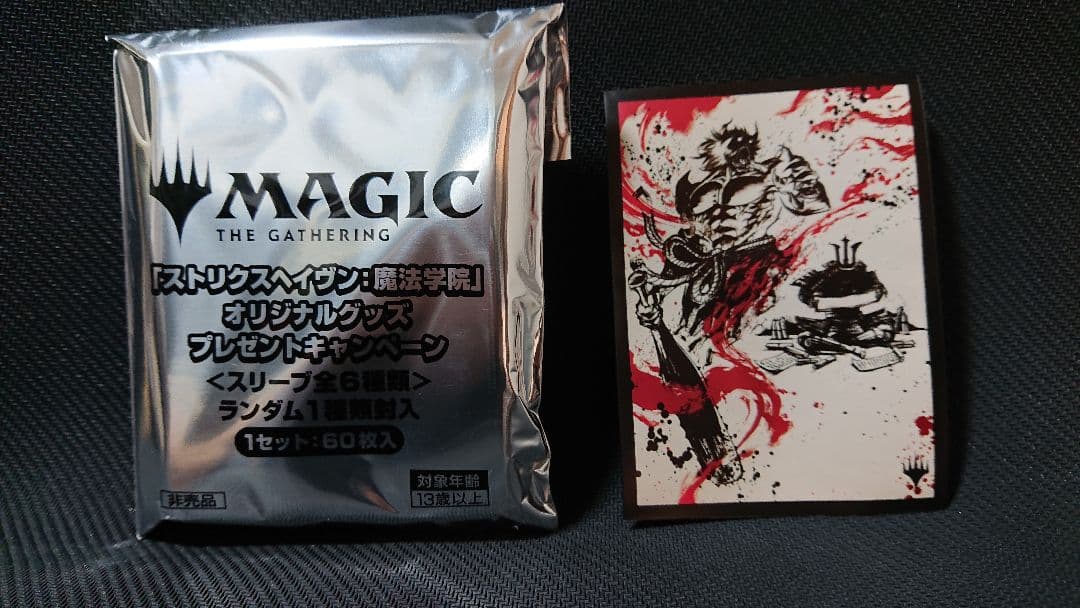 MAGIC
THE GATHERING
「ストリクスヘイヴン:魔法学院」
オリジナルグッズ
プレゼントキャンペーン
＜スリーブ全6種類＞
ランダム1種類封入
1セット:60枚入
非売品
対象年齢
13歳以上